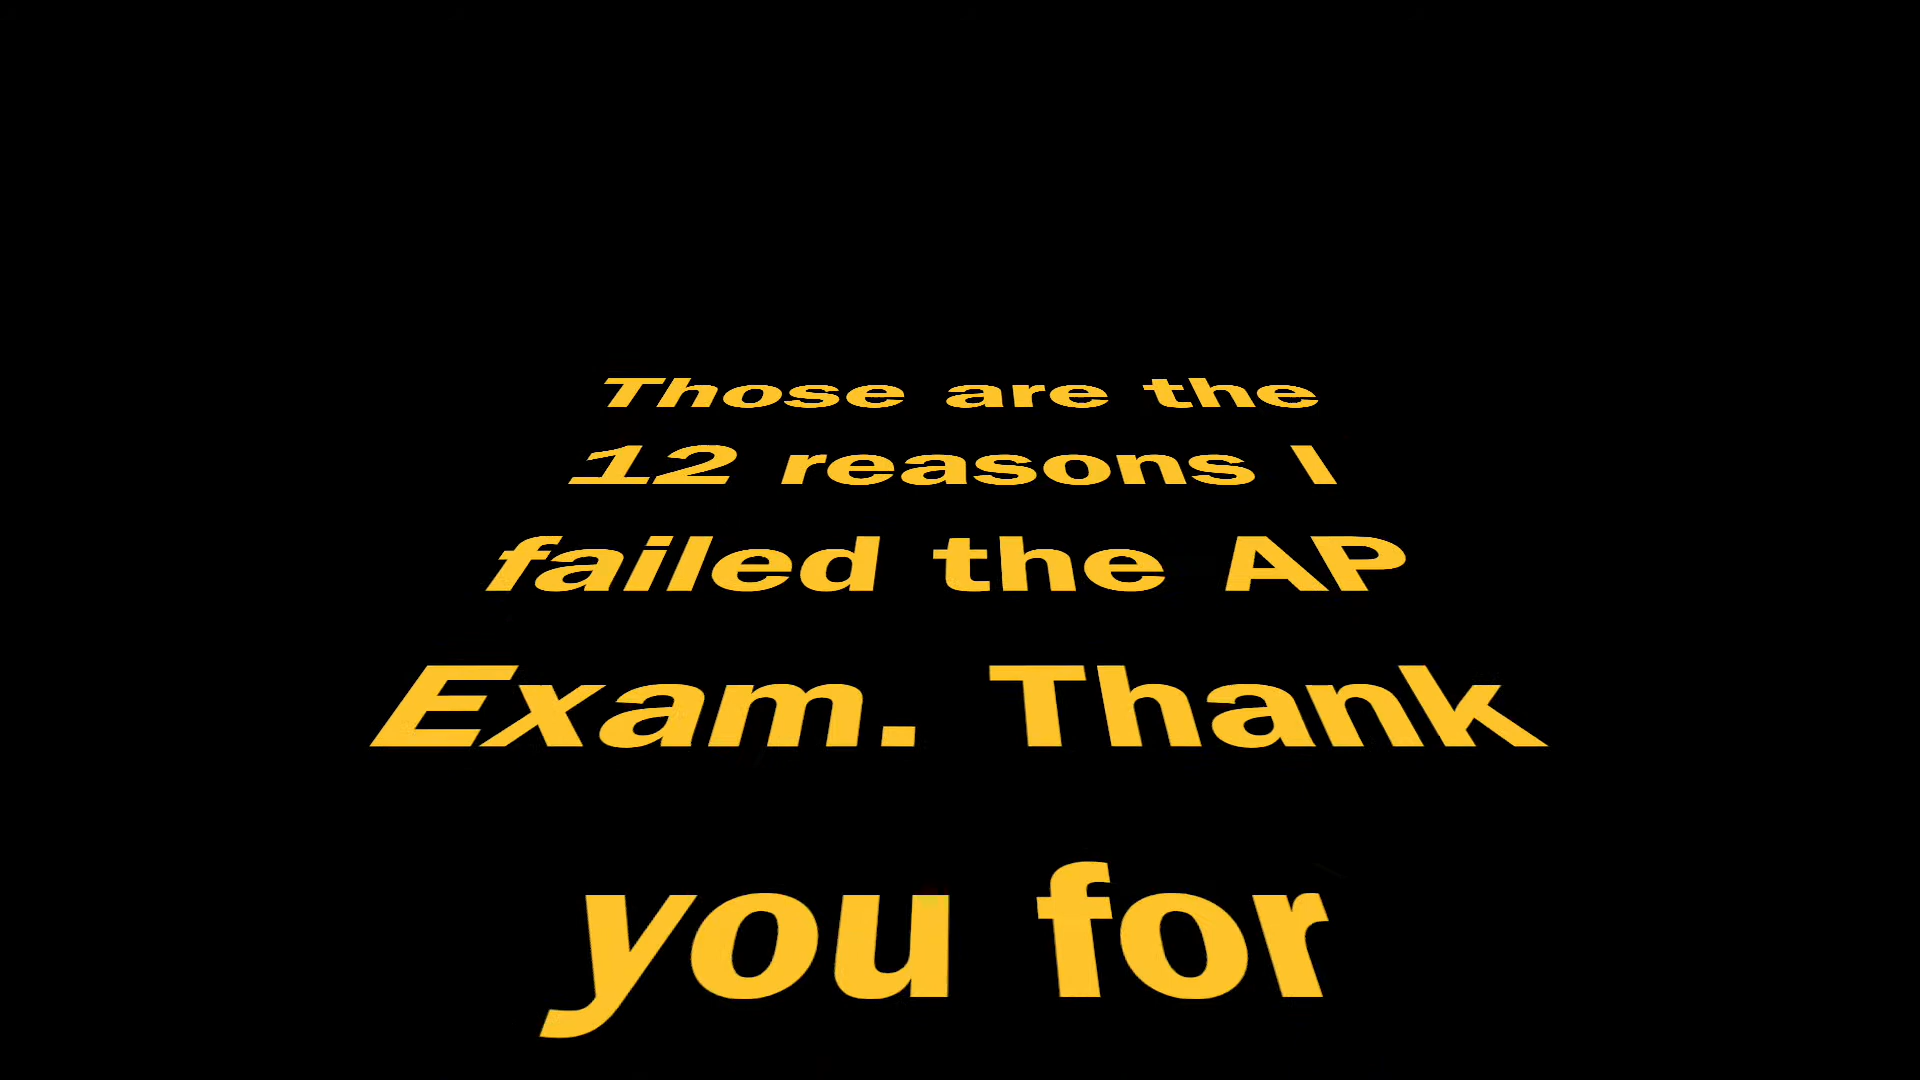 Those are the
12 reasons I
failed the AP
Exam. Thank
you for